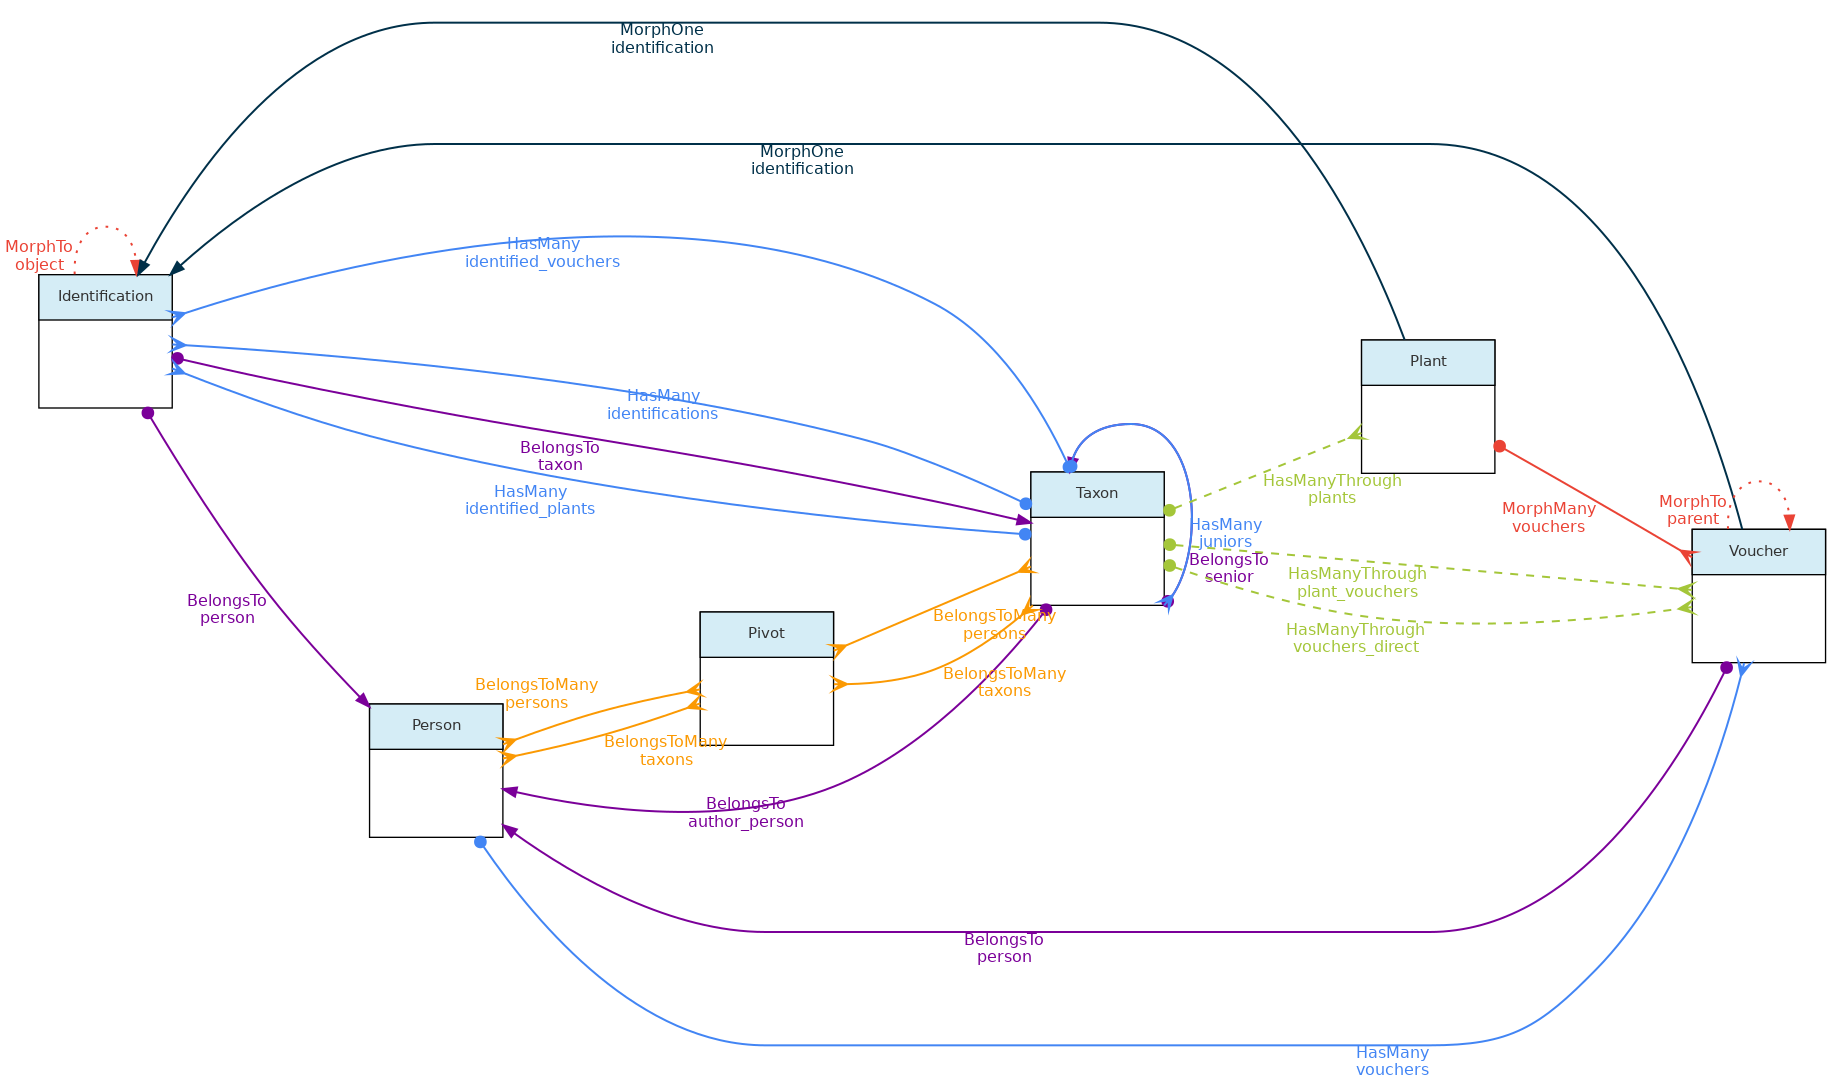 MorphOne
identification
MorphOne
identification
MorphTo
object
HasMany
identified_vouchers
Identification
Plant
HasMany
identifications
BelongsTo
taxon
HasMany
identified_plants
Taxon
HasManyThrough
plants
MorphMany
vouchers
MorphTo
parent
Voucher
HasMany
juniors
BelongsTo
senior
HasManyThrough
plant_vouchers
HasManyThrough
vouchers_direct
BelongsTo
person
Pivot
BelongsToMany
persons
BelongsToMany
taxons
BelongsToMany
persons
Person
BelongsToMany
taxons
BelongsTo
author_person
BelongsTo
person
HasMany
vouchers